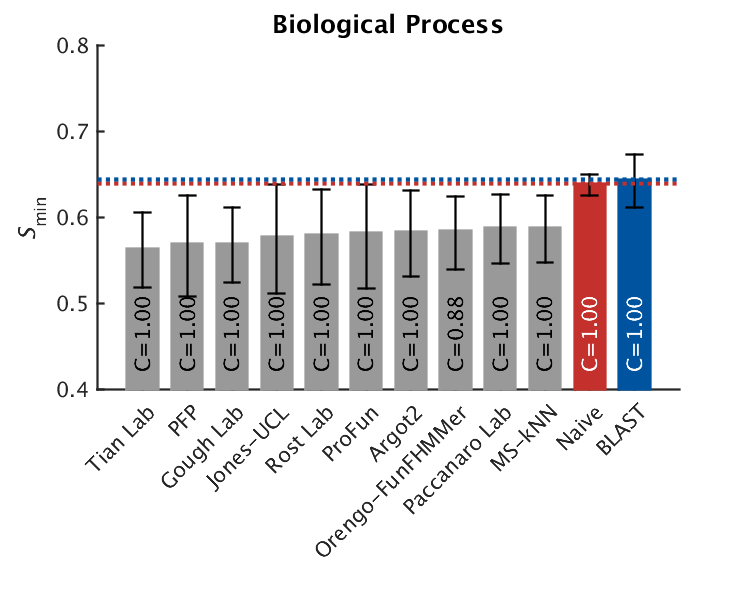 Biological Process
0.8
0.7
0.6
0.5
0.4
Smin
C=1.00
C=1.00
C=1.00
C=1.00
C=1.00
C=1.00
C=1.00
C=0.88
C=1.00
C=1.00
C=1.00
C=1.00
Tian Lab
PFP
Gough Lab
Jones-UCL
Rost Lab
ProFun
Argot2
Orengo-FunFHMMer
Paccanaro Lab
MS-kNN
Naive
BLAST